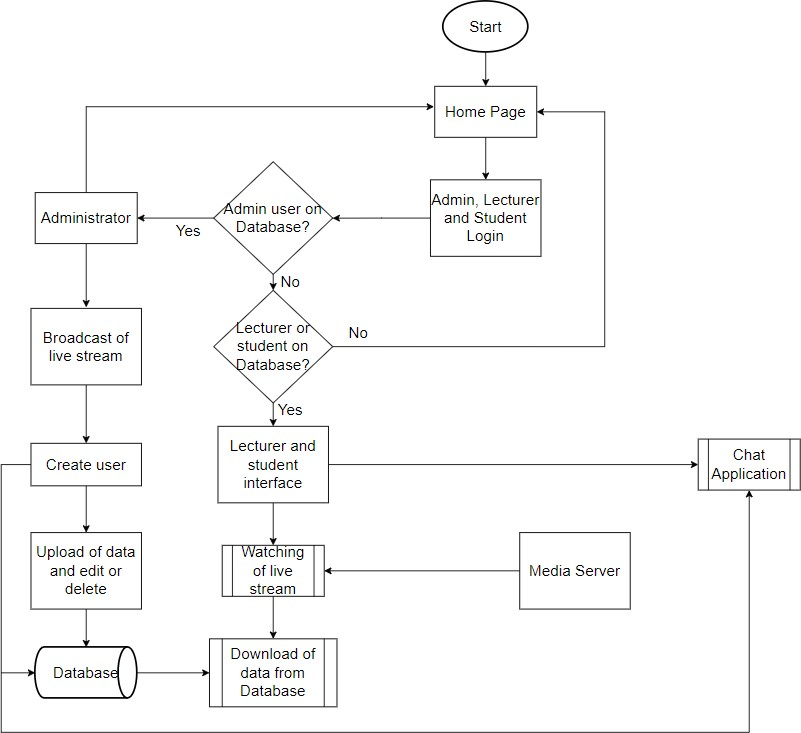 Start
Home Page
Admin, Lecturer
and Student
Login
Admin user on
Database?
Administrator
Yes
No
Lecturer or
student on
Database?
No
Broadcast of
live stream
Yes
Lecturer and
student
interface
Create user
Chat
Application
Upload of data
and edit or
delete
Watching
of live
stream
Media Server
Database
Download of
data from
Database